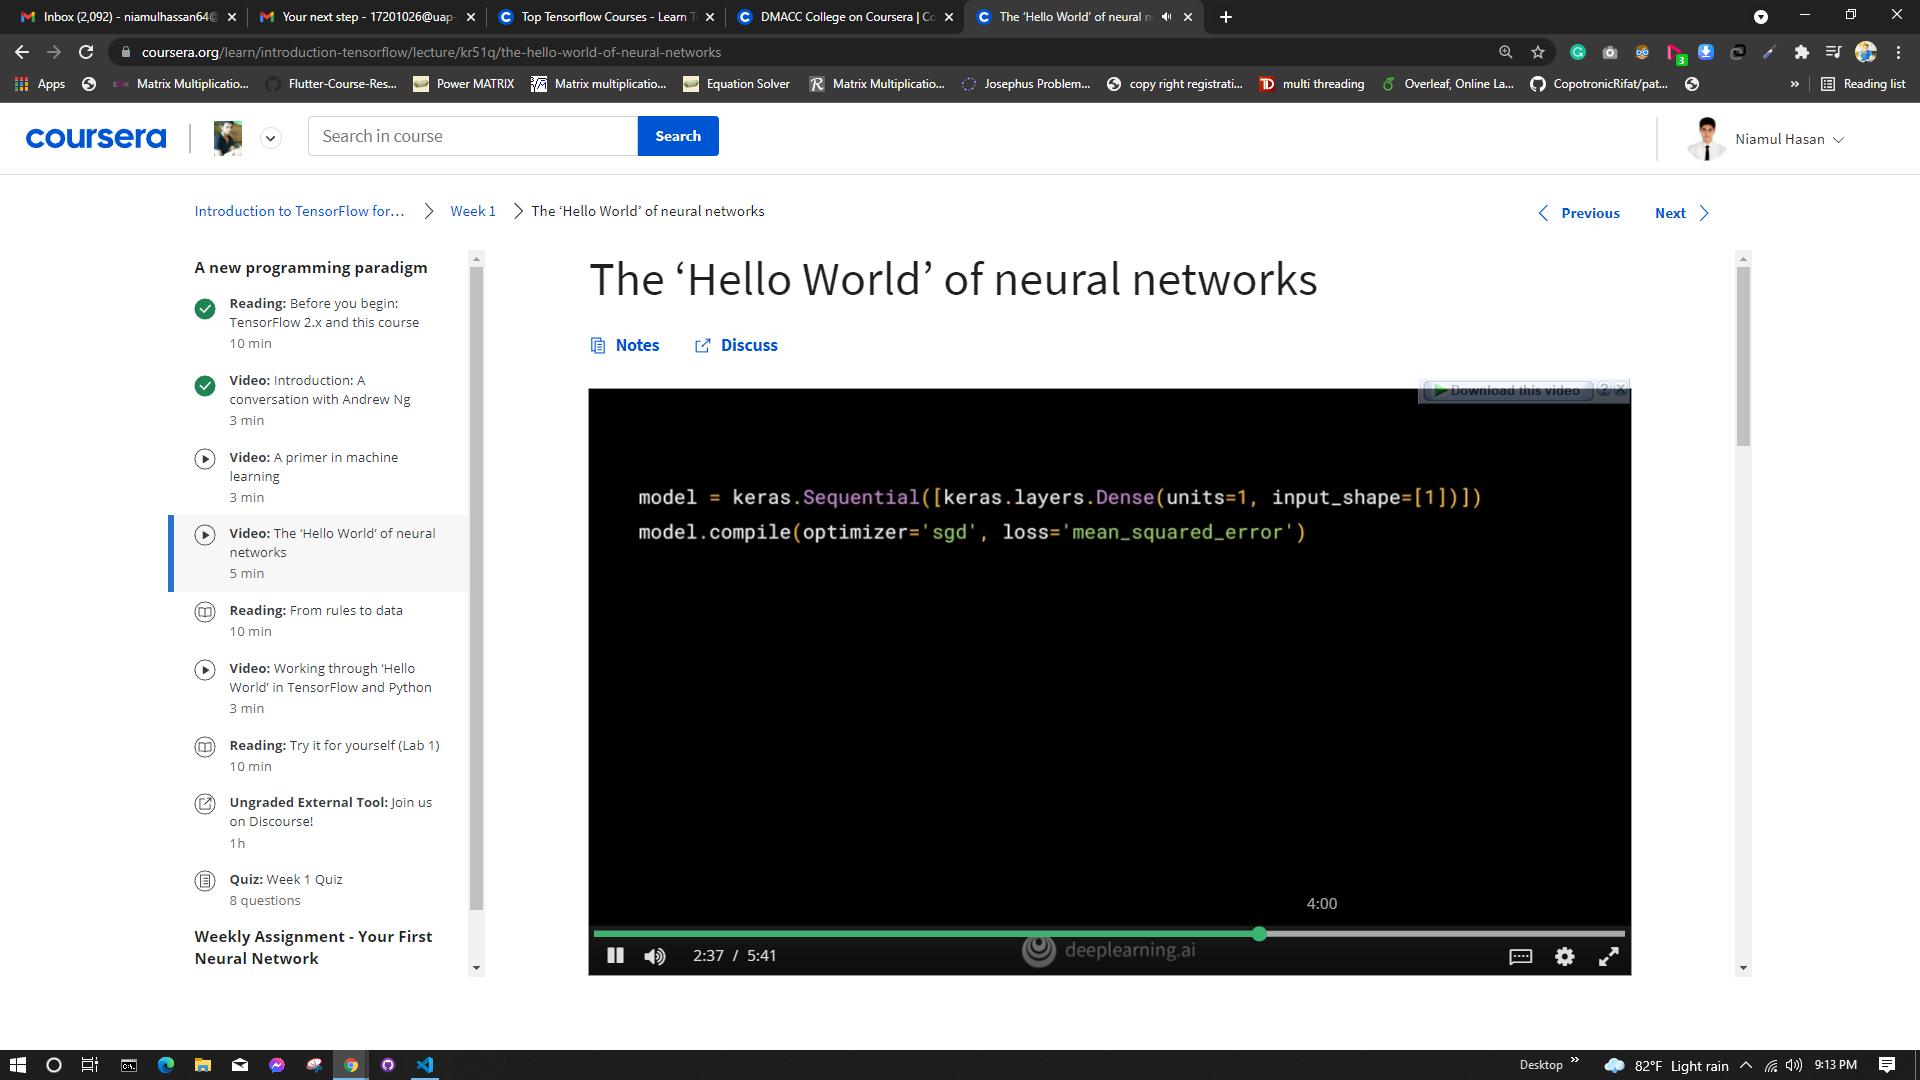 Inbox (2,092) - niamulhassan64@
Your next step - 17201026@uap-
Top Tensorflow Courses - Learn T
DMACC College on Coursera | Co
The 'Hello World' of neural n
coursera.org/learn/introduction-tensorflow/lecture/kr51q/the-hello-world-of-neural-networks
3
Apps
Matrix Multiplicatio...
Flutter-Course-Res...
Power MATRIX
Matrix multiplicatio...
Equation Solver
Matrix Multiplicatio...
Josephus Problem...
copy right registrati...
multi threading
Overleaf, Online La...
CopotronicRifat/pat...
»
Reading list
coursera
Search in course
Search
Niamul Hasan
Introduction to TensorFlow for...
Week 1
The ‘Hello World’ of neural networks
Previous
Next
A new programming paradigm
Reading: Before you begin:
TensorFlow 2.x and this course
10 min
Video: Introduction: A
conversation with Andrew Ng
3 min
Video: A primer in machine
learning
3 min
Video: The ‘Hello World’ of neural
networks
5 min
Reading: From rules to data
10 min
Video: Working through ‘Hello
World’ in TensorFlow and Python
3 min
Reading: Try it for yourself (Lab 1)
10 min
Ungraded External Tool: Join us
on Discourse!
1h
Quiz: Week 1 Quiz
8 questions
Weekly Assignment - Your First
Neural Network
The ‘Hello World’ of neural networks
Notes
Discuss
Download this video
?
model = keras.Sequential([keras.layers.Dense(units=1, input_shape=[1])])
model.compile(optimizer='sgd', loss='mean_squared_error')
4:00
2:37 / 5:41
deeplearning.ai
Desktop »
82°F Light rain
9:13 PM